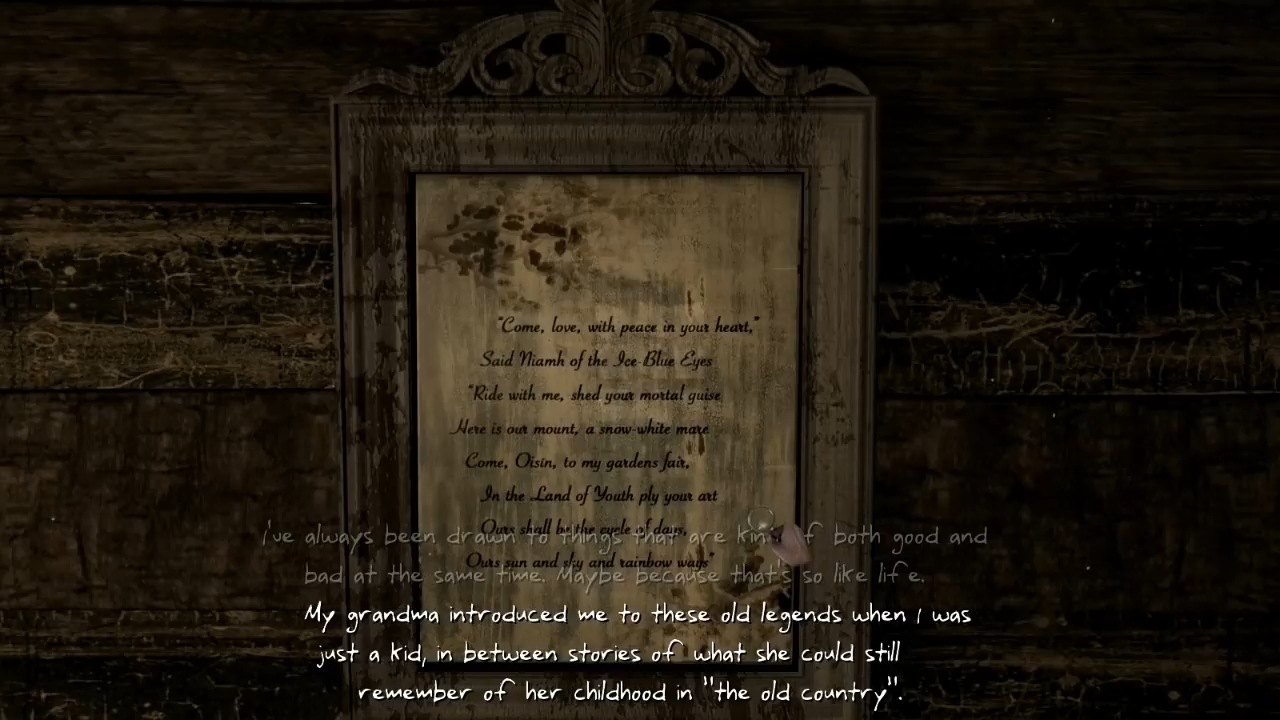 "Come, love, with peace in your heart,"
Said Niamh of the Ice-Blue Eyes
"Ride with me, shed your mortal guise
Here is our mount, a snow-white mare
Come, Oisín, to my gardens fair,
In the Land of Youth ply your art
Ours shall be the cycle of days,
Ours sun and sky and rainbow ways"
I've always been drawn to things that are kind of both good and
bad at the same time. Maybe because that's so like life.
My grandma introduced me to these old legends when I was
just a kid, in between stories of what she could still
remember of her childhood in "the old country".